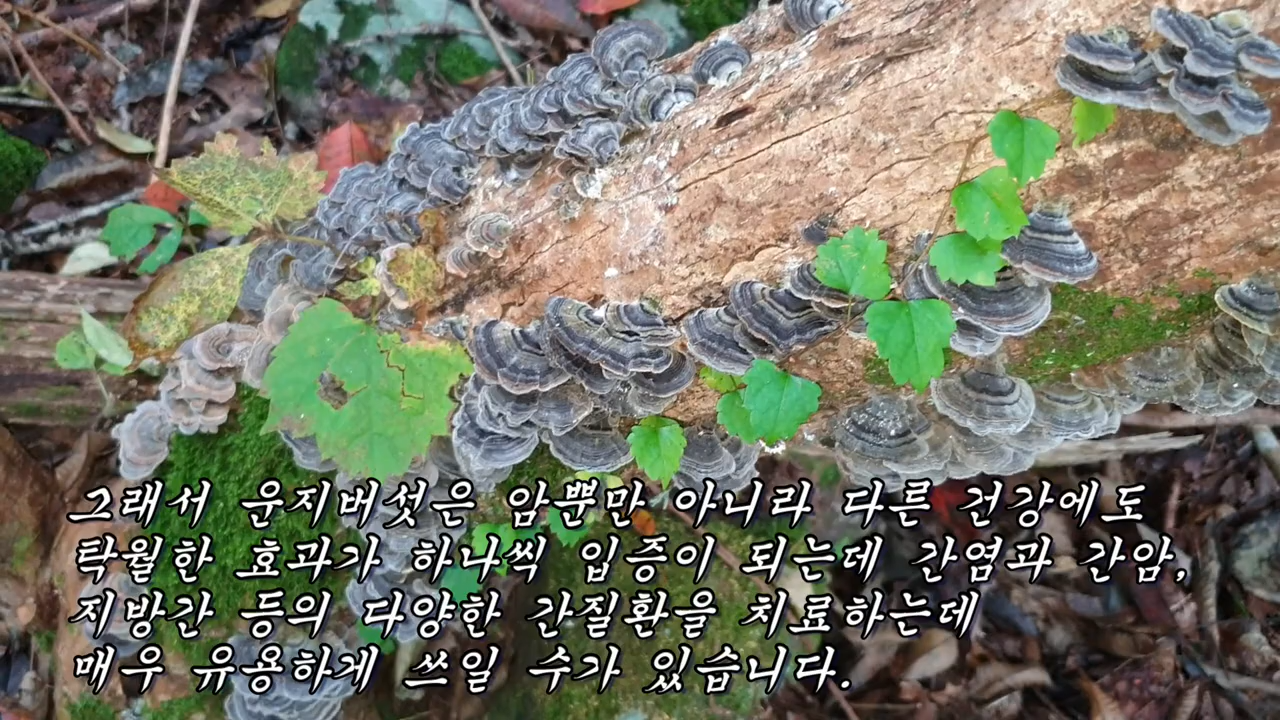 그래서 운지버섯은 암뿐만 아니라 다른 건강에도
탁월한 효과가 하나씩 입증이 되는데 간염과 간암,
지방간 등의 다양한 간질환을 치료하는데
매우 유용하게 쓰일 수가 있습니다.